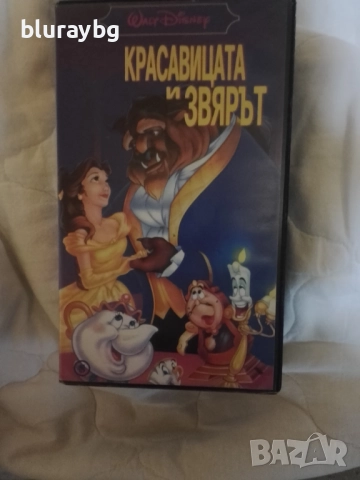 bluraybg
WALT DISNEY
КРАСАВИЦАТА
И ЗВЯРЪТ
BAZAR